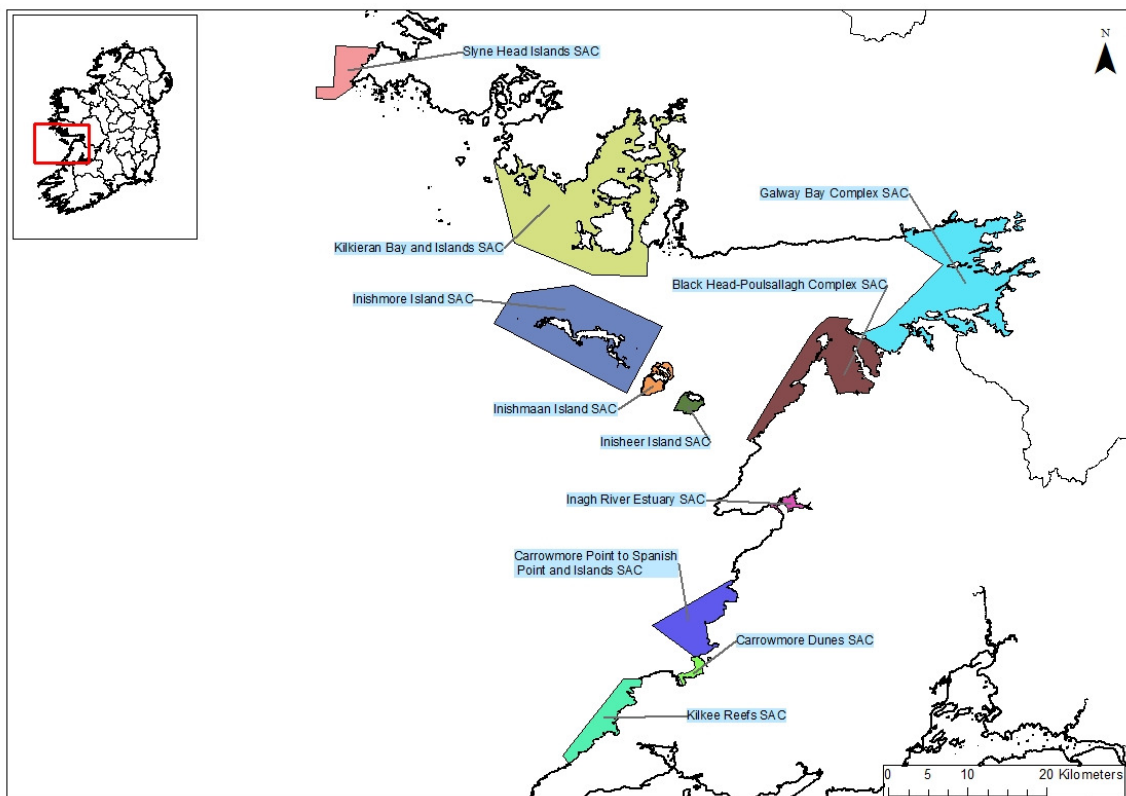 N
Slyne Head Islands SAC
Galway Bay Complex SAC
Kilkieran Bay and Islands SAC
Black Head-Poulsallagh Complex SAC
Inishmore Island SAC
Inishmaan Island SAC
Inisheer Island SAC
Inagh River Estuary SAC
Carrowmore Point to Spanish
Point and Islands SAC
Carrowmore Dunes SAC
Kilkee Reefs SAC
0 5 10 20 Kilometers